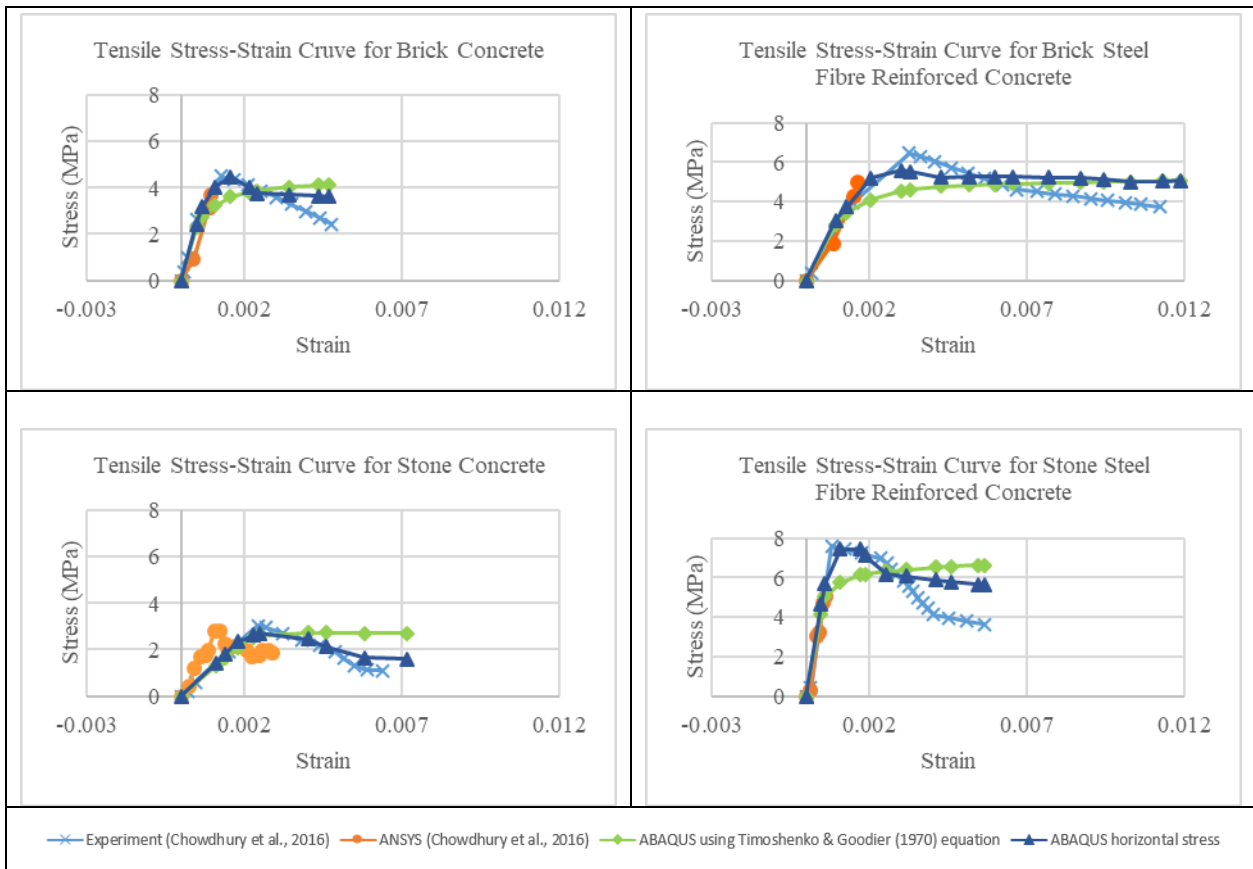 Tensile Stress-Strain Cruve for Brick Concrete
8
6
4
2
0
-0.003 0.002 0.007 0.012
Stress (MPa)
Strain
Tensile Stress-Strain Curve for Brick Steel
Fibre Reinforced Concrete
8
6
4
2
0
-0.003 0.002 0.007 0.012
Stress (MPa)
Strain
Tensile Stress-Strain Curve for Stone Concrete
8
6
4
2
0
-0.003 0.002 0.007 0.012
Stress (MPa)
Strain
Tensile Stress-Strain Curve for Stone Steel
Fibre Reinforced Concrete
8
6
4
2
0
-0.003 0.002 0.007 0.012
Stress (MPa)
Strain
Experiment (Chowdhury et al., 2016) ANSYS (Chowdhury et al., 2016) ABAQUS using Timoshenko & Goodier (1970) equation ABAQUS horizontal stress